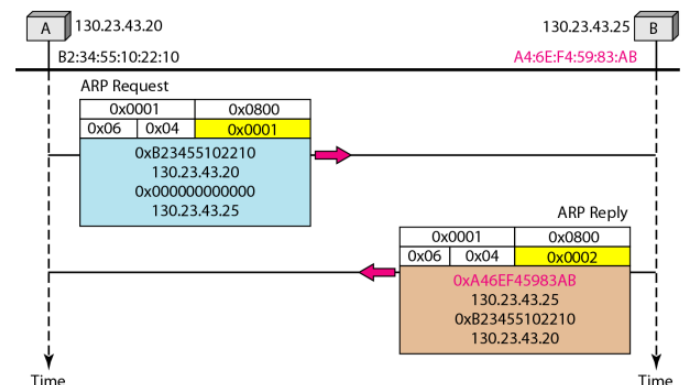 A 130.23.43.20 130.23.43.25 B
B2:34:55:10:22:10 A4:6E:F4:59:83:AB
ARP Request
0x0001 0x0800
0x06 0x04 0x0001
0xB23455102210
130.23.43.20
0x000000000000
130.23.43.25
ARP Reply
0x0001 0x0800
0x06 0x04 0x0002
0xA46EF45983AB
130.23.43.25
0xB23455102210
130.23.43.20
Time Time